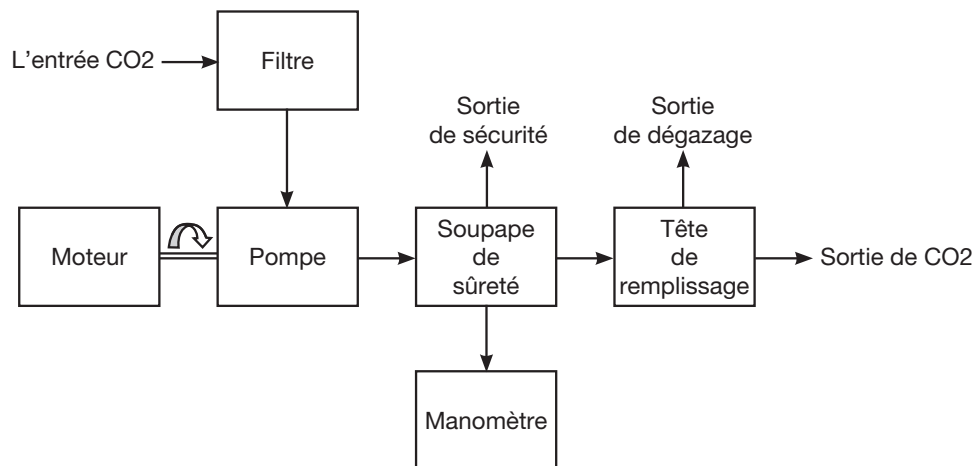 L'entrée CO2
Filtre
Sortie
de sécurité
Sortie
de dégazage
Moteur
Pompe
Soupape
de
sûreté
Tête
de
remplissage
Sortie de CO2
Manomètre